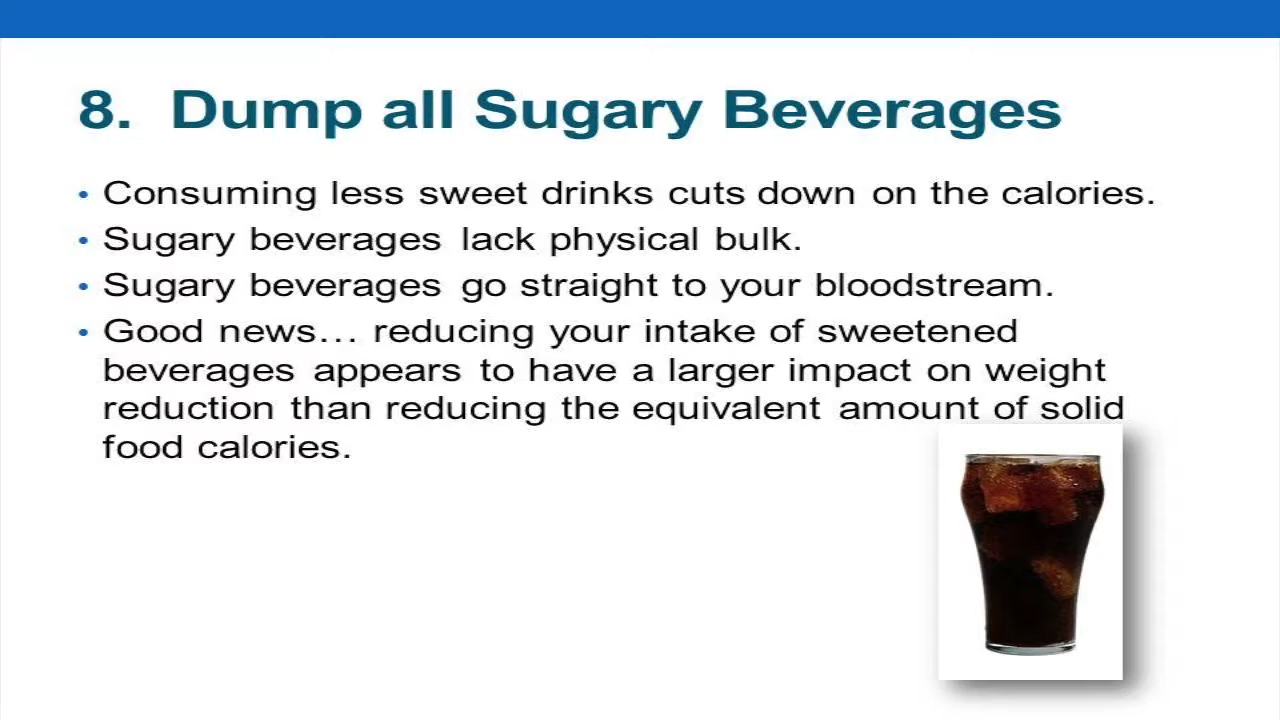 8. Dump all Sugary Beverages
• Consuming less sweet drinks cuts down on the calories.
• Sugary beverages lack physical bulk.
• Sugary beverages go straight to your bloodstream.
• Good news… reducing your intake of sweetened
beverages appears to have a larger impact on weight
reduction than reducing the equivalent amount of solid
food calories.